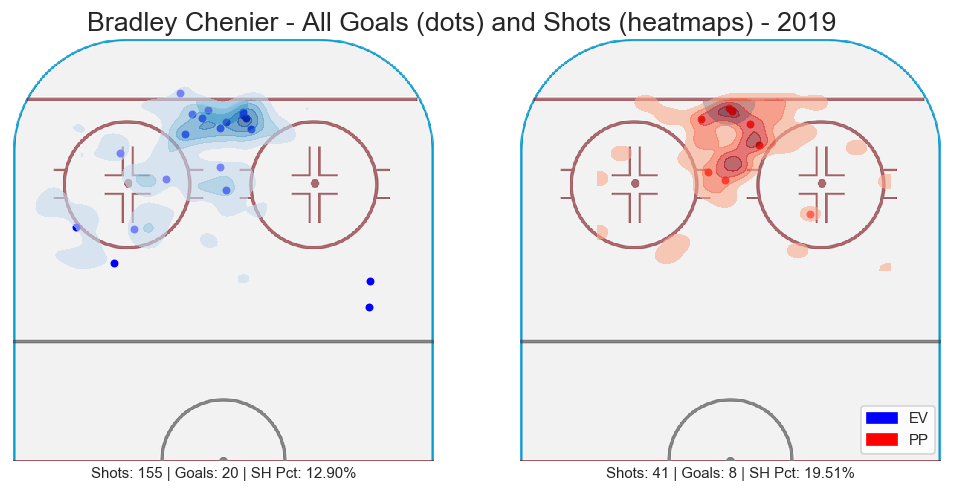 Bradley Chenier - All Goals (dots) and Shots (heatmaps) - 2019
EV
PP
Shots: 155 | Goals: 20 | SH Pct: 12.90%
Shots: 41 | Goals: 8 | SH Pct: 19.51%